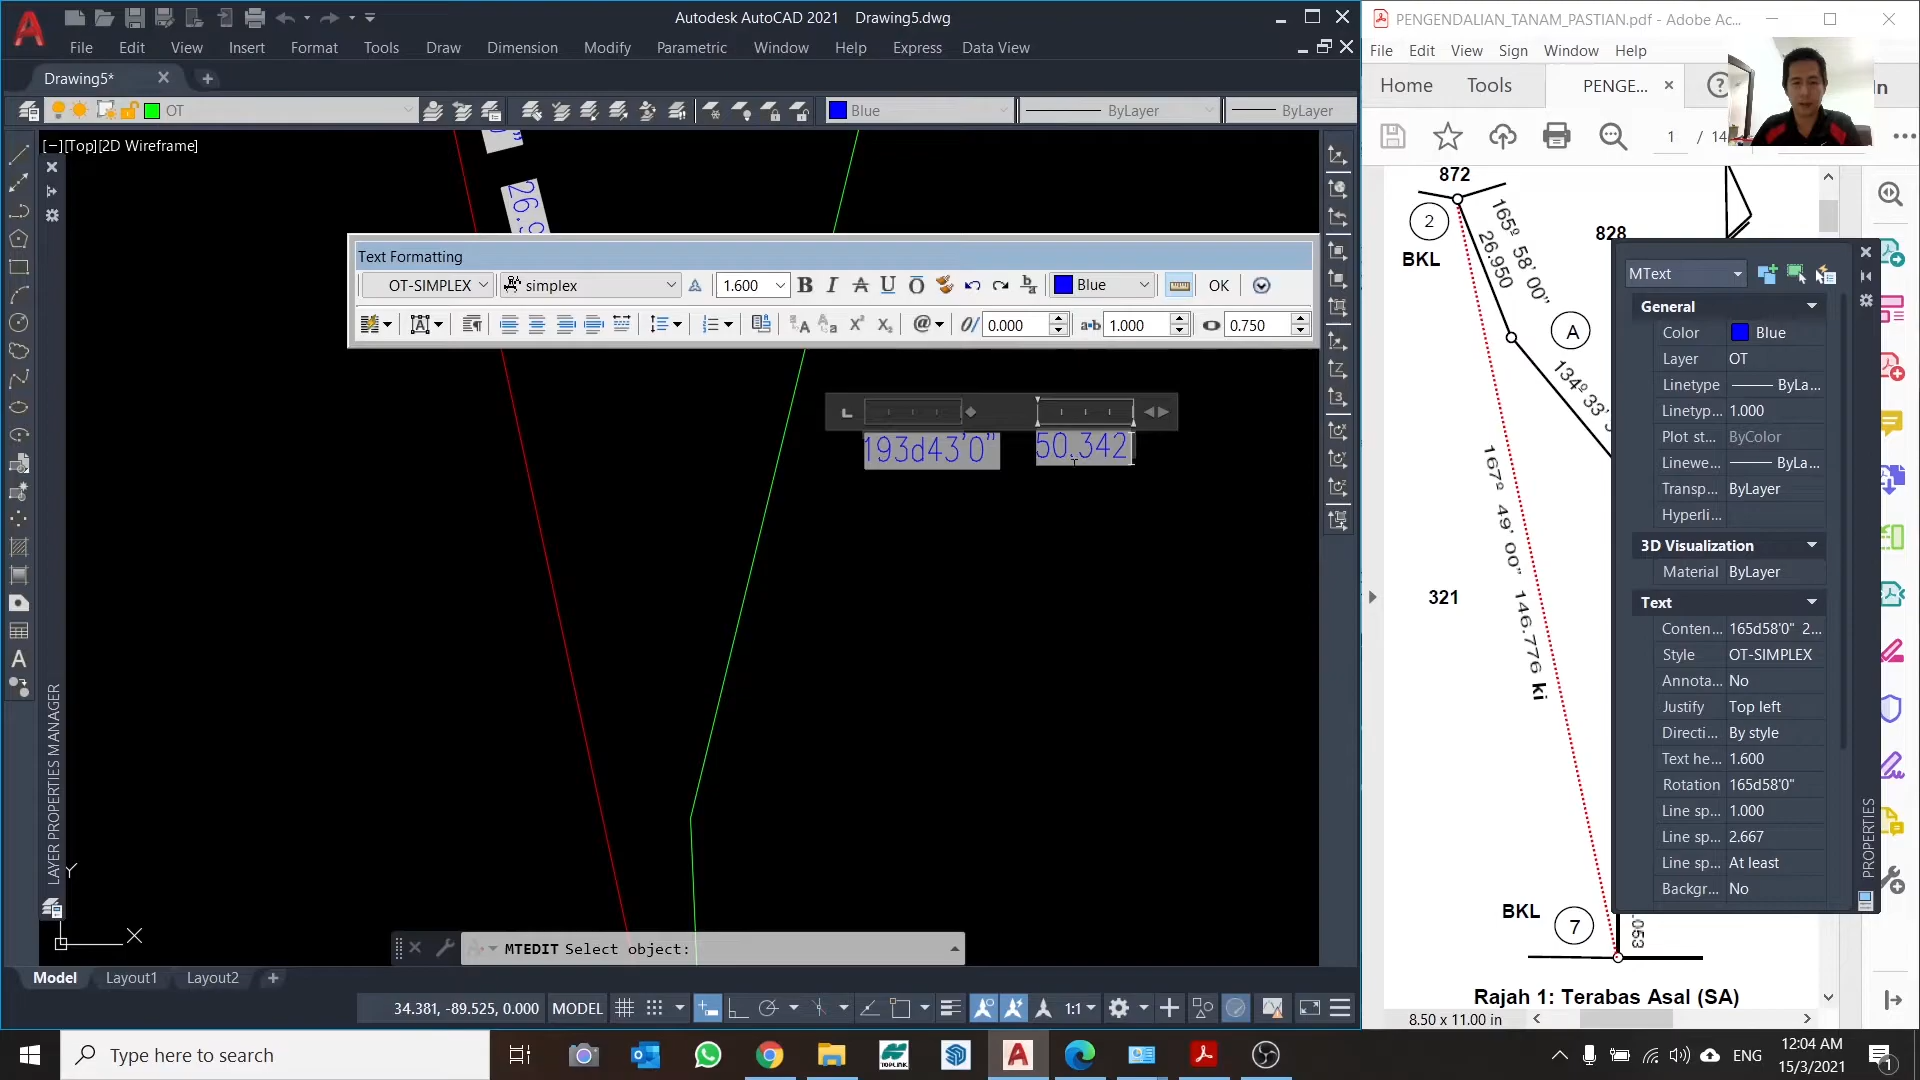 Autodesk AutoCAD 2021 Drawing5.dwg
File Edit View Insert Format Tools Draw Dimension Modify Parametric Window Help Express Data View
Drawing5*
OT
Blue
ByLayer
ByLayer
[−][Top][2D Wireframe]
26.9
Text Formatting
OT-SIMPLEX
simplex
1.600
B I A U O
Blue
OK
@
0/ 0.000
a•b 1.000
0.750
193d43'0" 50.342
LAYER PROPERTIES MANAGER
Y
X
MTEDIT Select object:
Model Layout1 Layout2 +
34.381, -89.525, 0.000 MODEL
1:1
PENGENDALIAN_TANAM_PASTIAN.pdf - Adobe Ac...
File Edit View Sign Window Help
Home Tools PENGE...
1 / 14
872
2
BKL
165º 58' 00"
26.950
828
A
134º 33'
167º 49' 00" 146.776 ki
321
BKL
7
.053
Rajah 1: Terabas Asal (SA)
8.50 x 11.00 in
MText
General
Color Blue
Layer OT
Linetype ByLa...
Linetyp... 1.000
Plot st... ByColor
Linewe... ByLa...
Transp... ByLayer
Hyperli...
3D Visualization
Material ByLayer
Text
Conten... 165d58'0" 2...
Style OT-SIMPLEX
Annota... No
Justify Top left
Directi... By style
Text he... 1.600
Rotation 165d58'0"
Line sp... 1.000
Line sp... 2.667
Line sp... At least
Backgr... No
PROPERTIES
Type here to search
TOPLINK
ENG
12:04 AM
15/3/2021
1